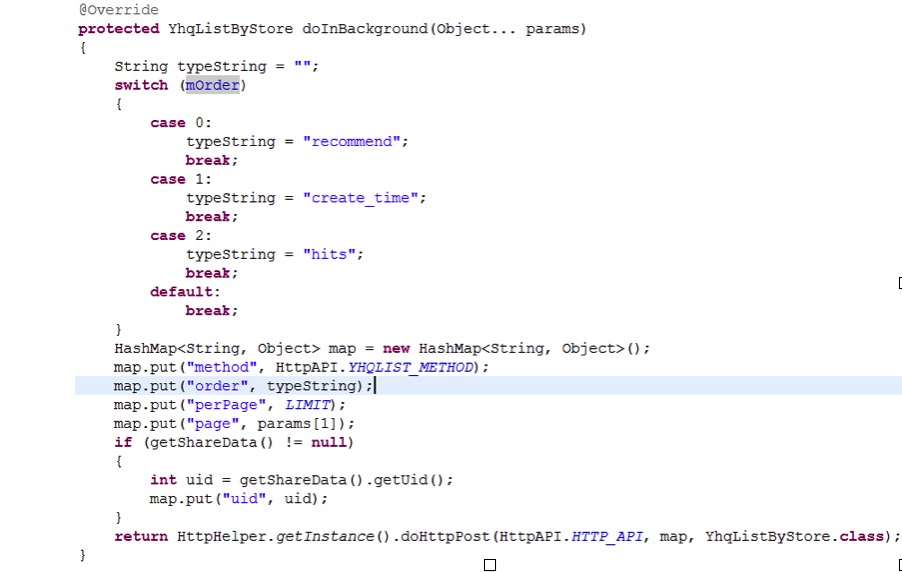 @Override
protected YhqListByStore doInBackground(Object... params)
{
    String typeString = "";
    switch (mOrder)
    {
        case 0:
            typeString = "recommend";
            break;
        case 1:
            typeString = "create_time";
            break;
        case 2:
            typeString = "hits";
            break;
        default:
            break;
    }
    HashMap<String, Object> map = new HashMap<String, Object>();
    map.put("method", HttpAPI.YHQLIST_METHOD);
    map.put("order", typeString);
    map.put("perPage", LIMIT);
    map.put("page", params[1]);
    if (getShareData() != null)
    {
        int uid = getShareData().getUid();
        map.put("uid", uid);
    }
    return HttpHelper.getInstance().doHttpPost(HttpAPI.HTTP_API, map, YhqListByStore.class);
}